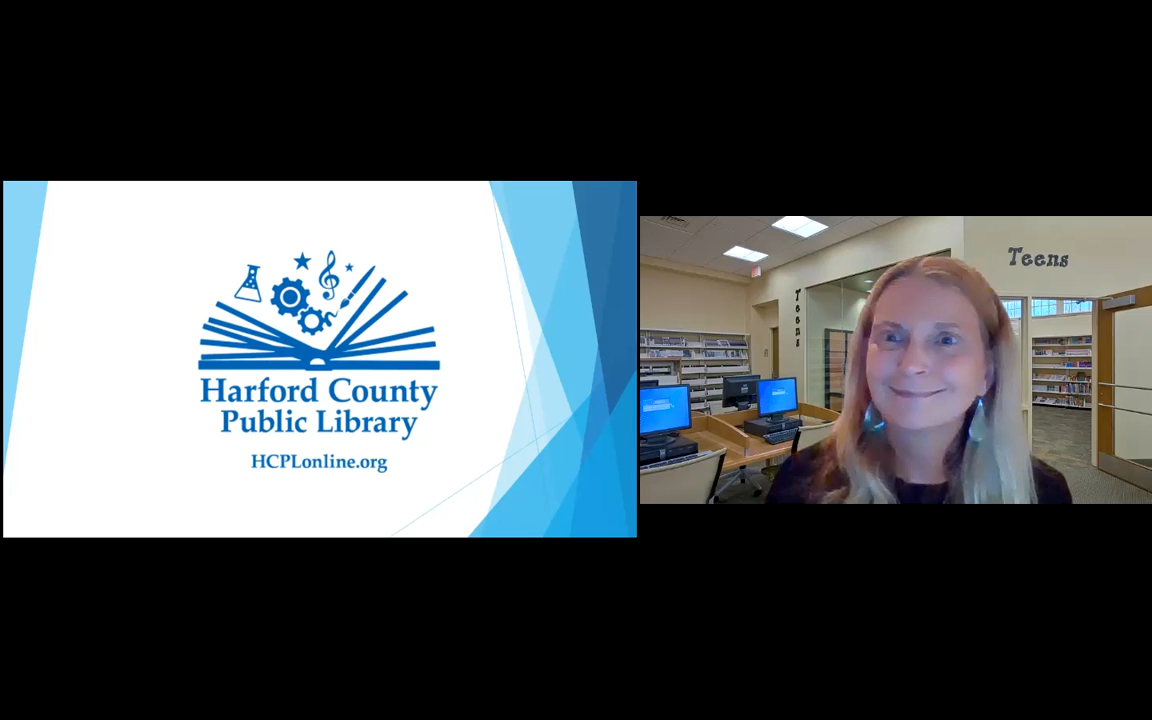 Harford County
Public Library
HCPLonline.org
Teens
Teens